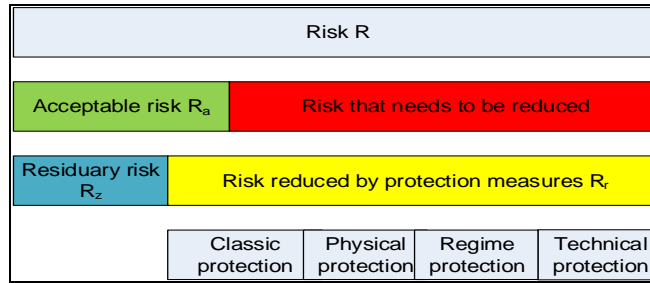 Risk R
Acceptable risk Rₐ
Risk that needs to be reduced
Residuary risk
R_z
Risk reduced by protection measures Rᵣ
Classic
protection
Physical
protection
Regime
protection
Technical
protection